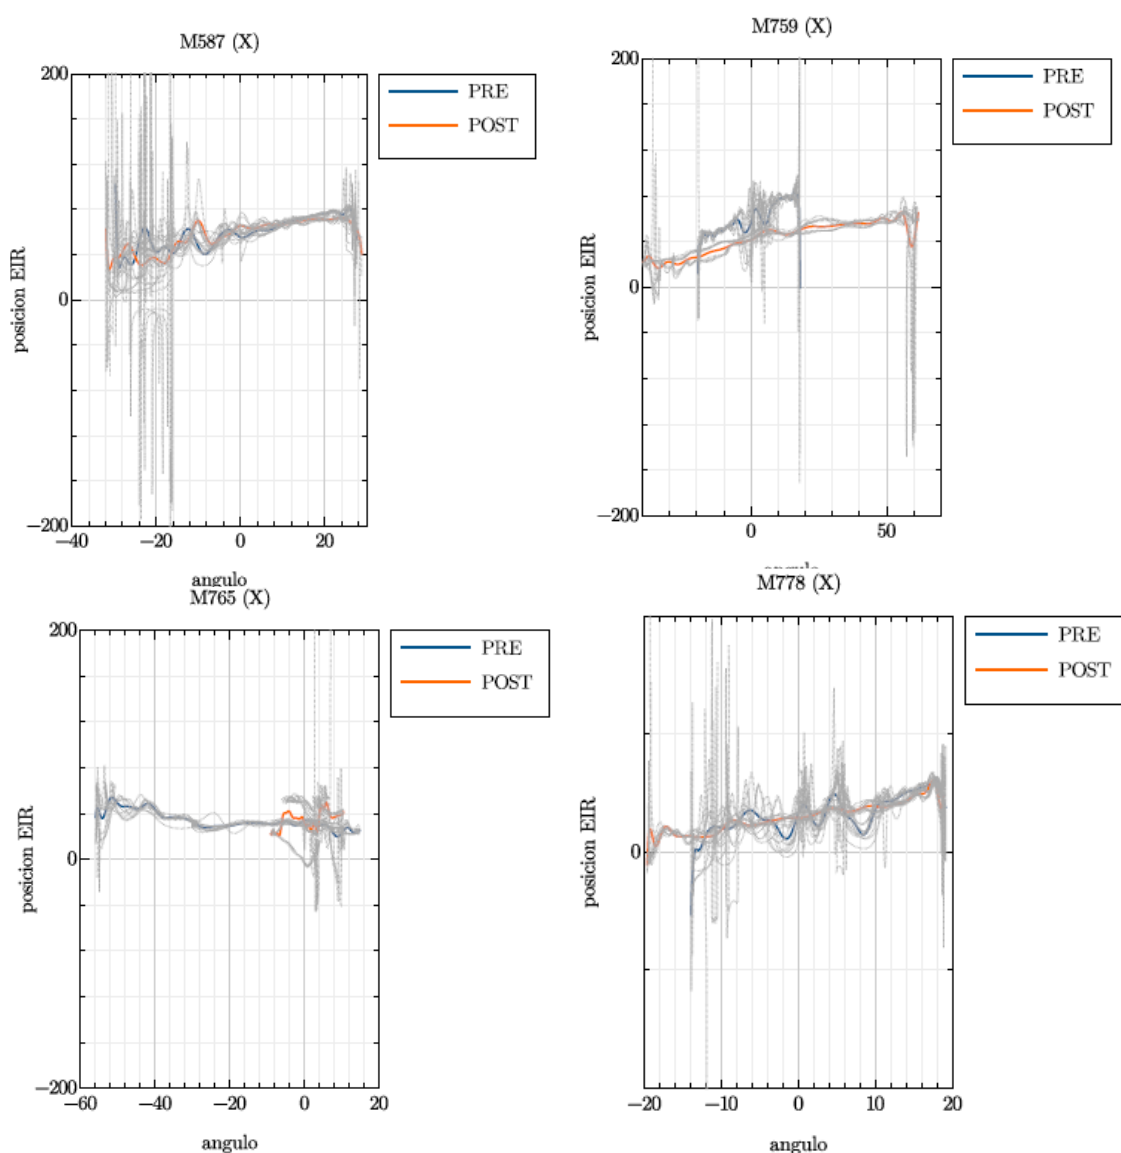 M587 (X)
200
0
−200
−40
−20
0
20
posicion EIR
angulo
PRE
POST
M759 (X)
200
0
−200
0
50
posicion EIR
PRE
POST
M765 (X)
200
0
−200
−60
−40
−20
0
20
posicion EIR
angulo
PRE
POST
M778 (X)
0
−20
−10
0
10
20
posicion EIR
angulo
PRE
POST